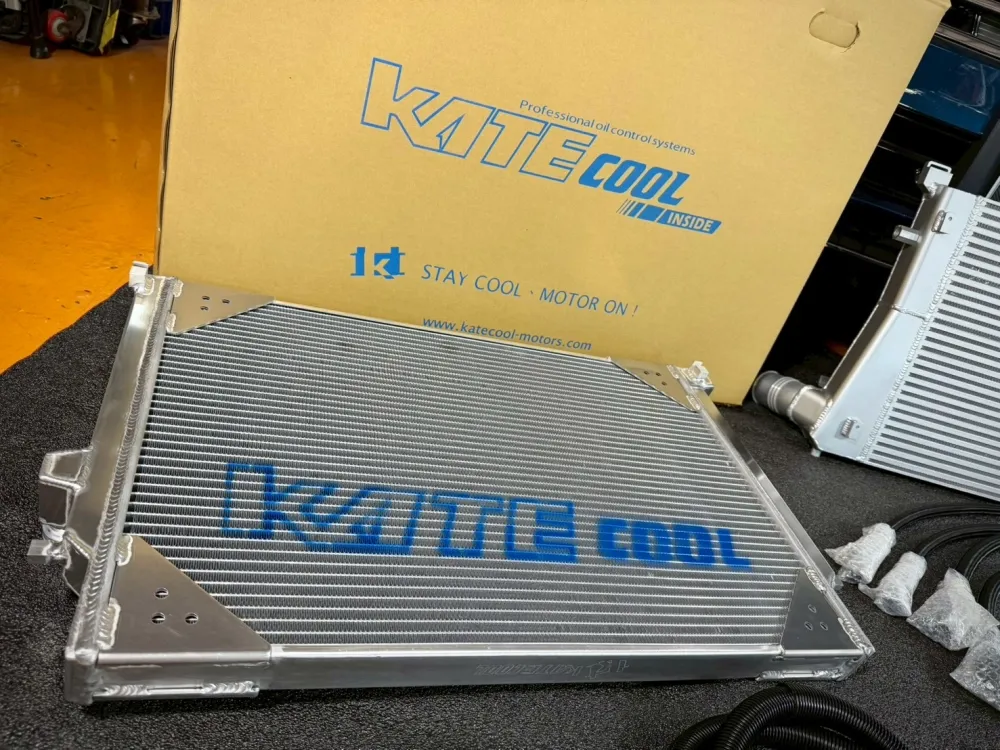 Professional oil control systems
KATE COOL
INSIDE
STAY COOL、MOTOR ON !
www.katecool-motors.com
KATE COOL